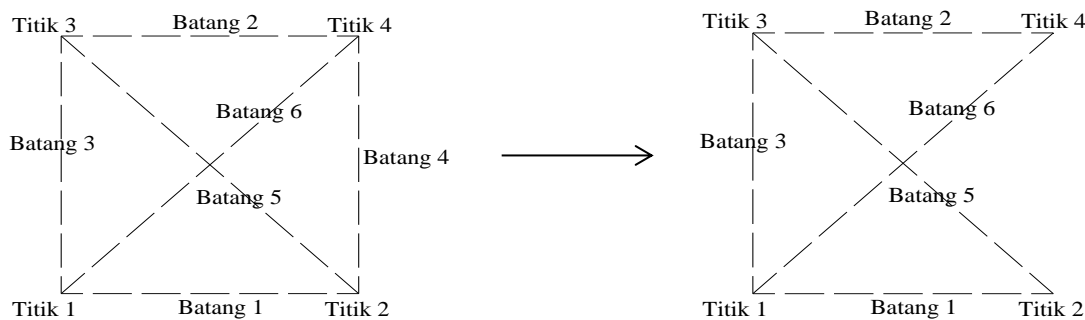 Titik 3
Batang 2
Titik 4
Batang 6
Batang 3
Batang 4
Batang 5
Titik 1
Batang 1
Titik 2
Titik 3
Batang 2
Titik 4
Batang 6
Batang 3
Batang 5
Titik 1
Batang 1
Titik 2